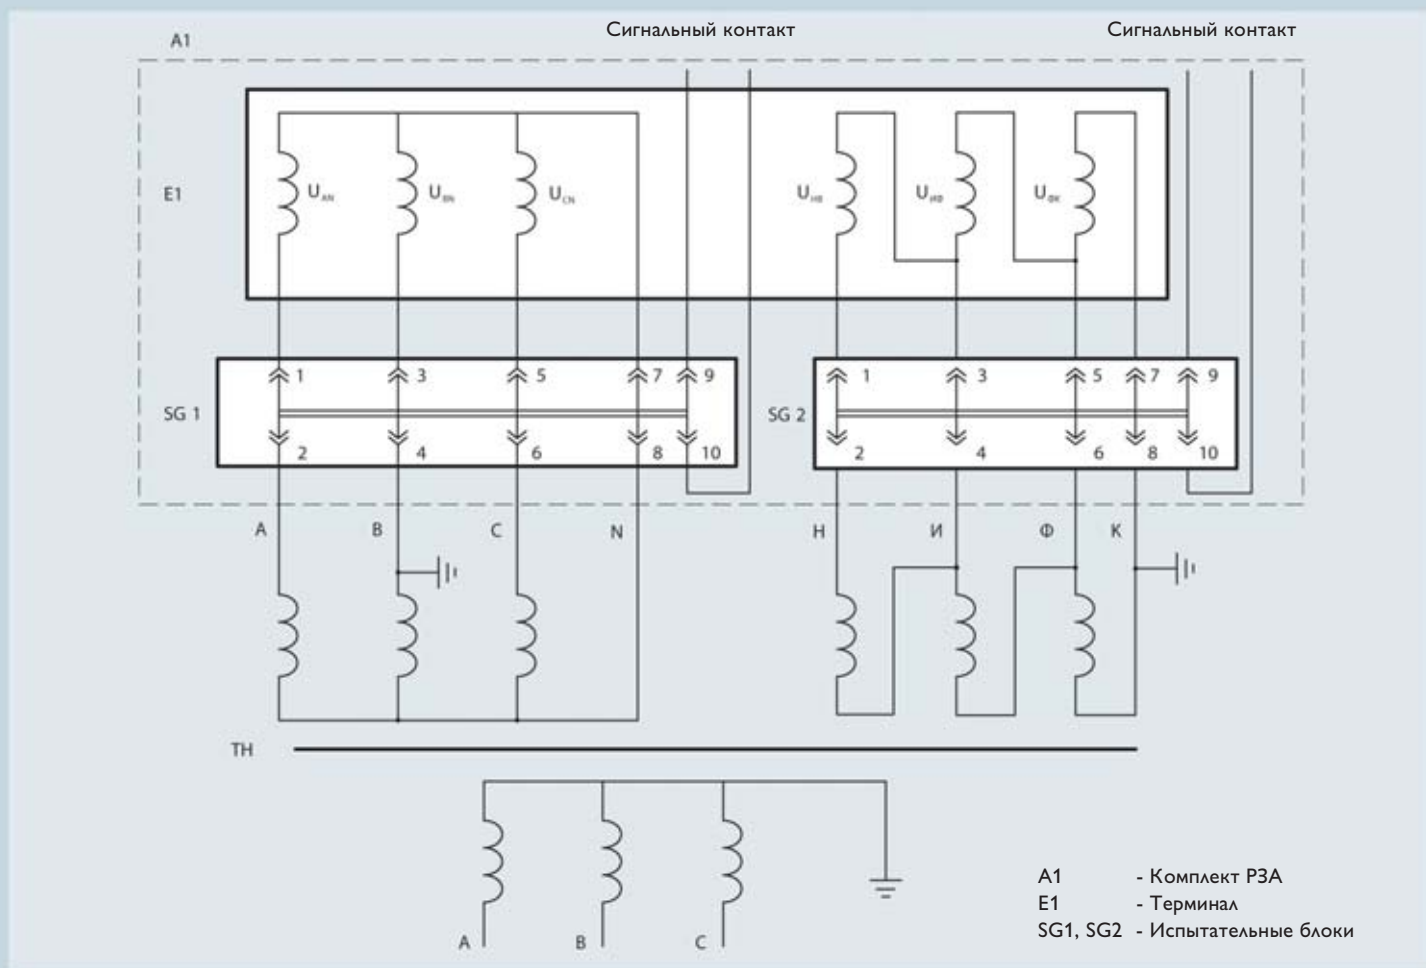 Сигнальный контакт Сигнальный контакт
A1
E1 U_AN U_BN U_CN U_НВ U_ИФ U_ФК
1 3 5 7 9 1 3 5 7 9
SG 1 SG 2
2 4 6 8 10 2 4 6 8 10
A B C N Н И Ф К
ТН
A1 - Комплект РЗА
E1 - Терминал
SG1, SG2 - Испытательные блоки
A B C